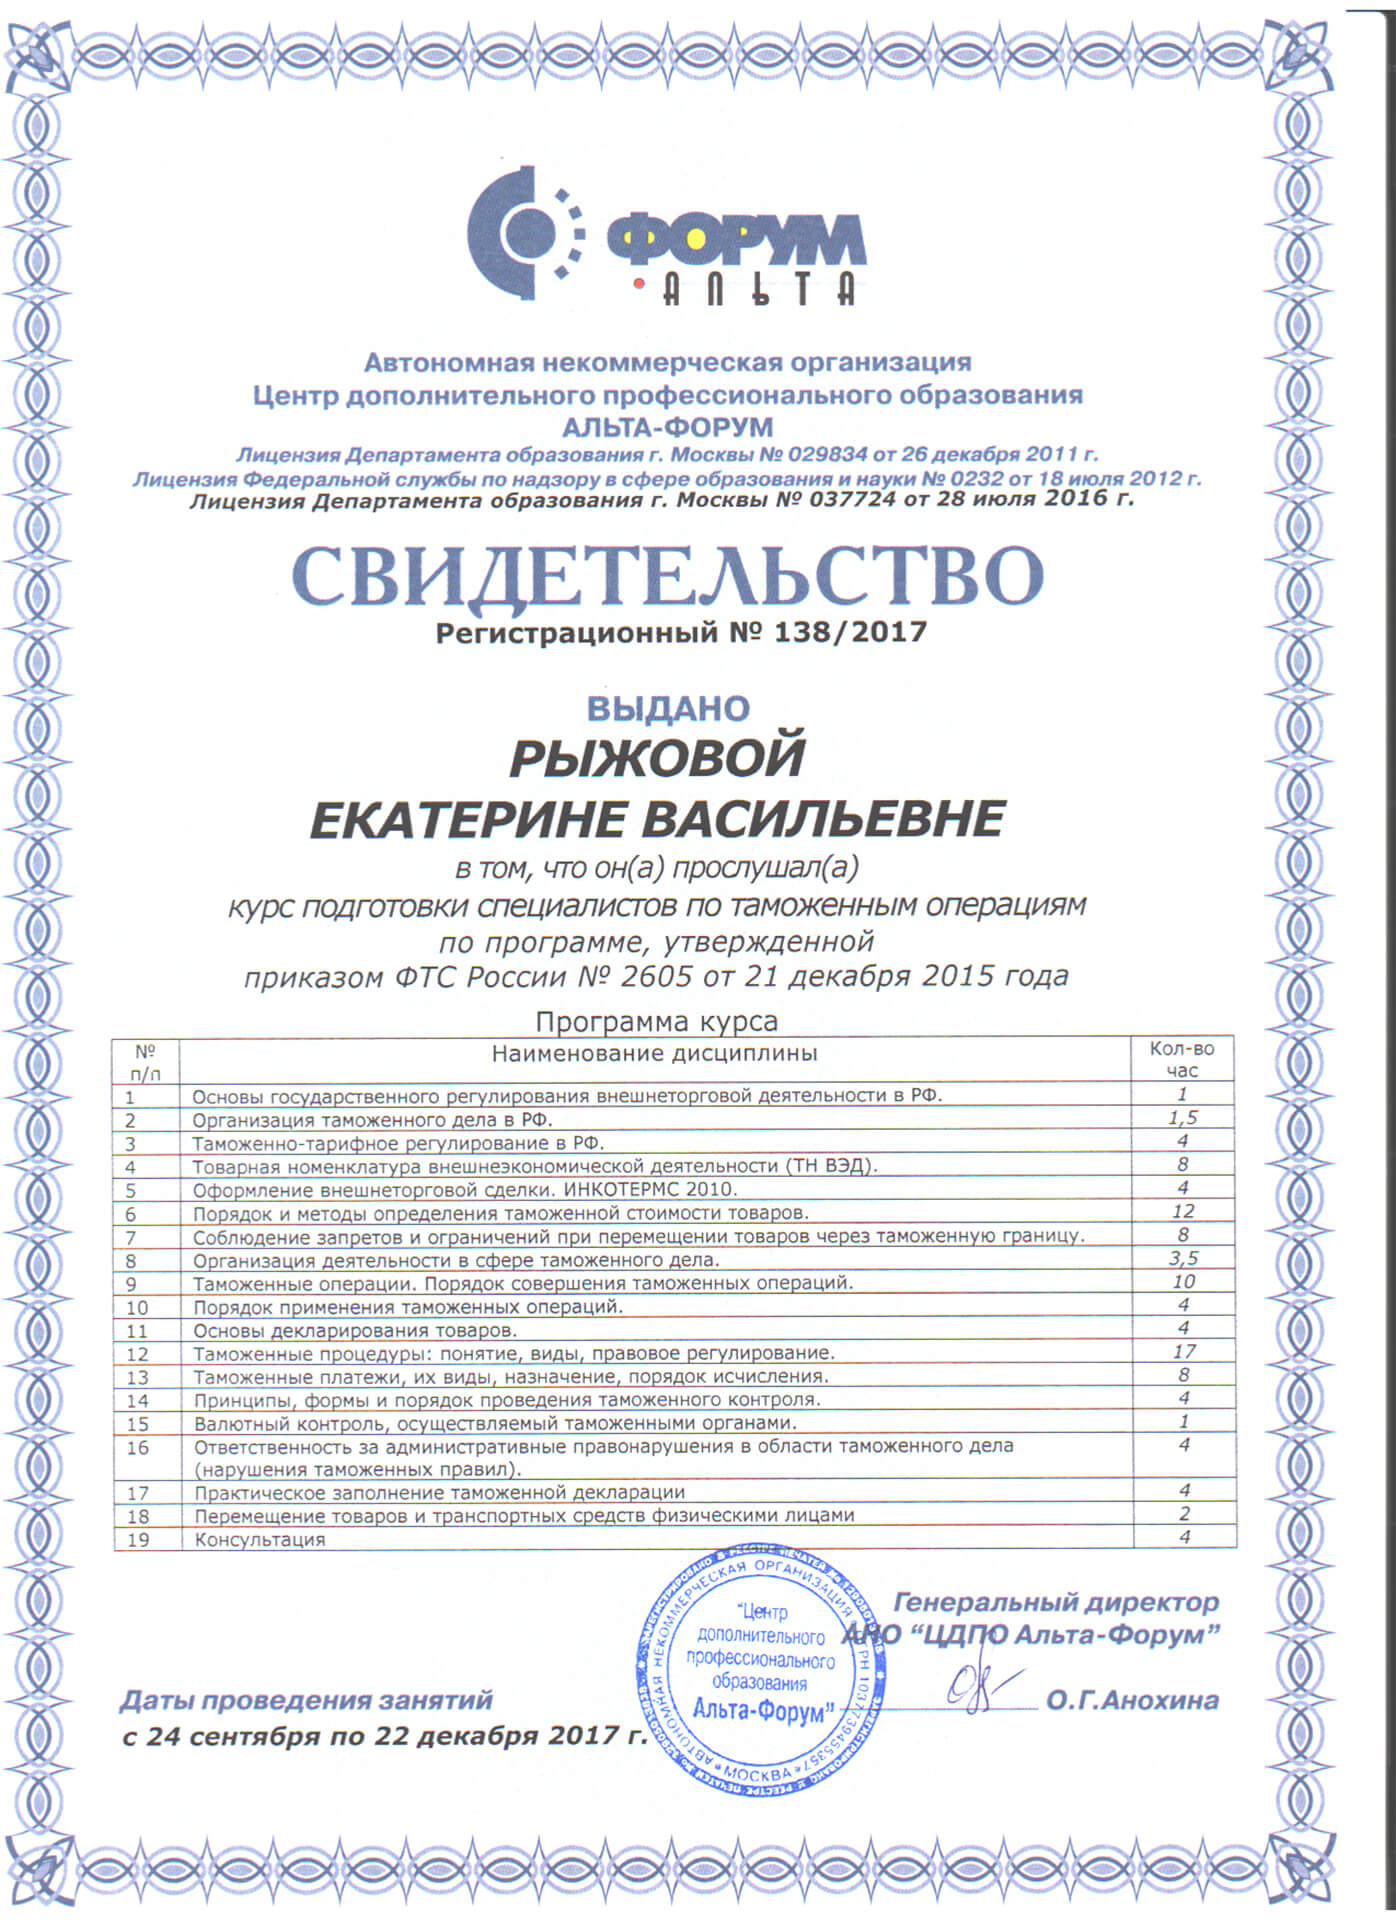 ФОРУМ
АЛЬТА
Автономная некоммерческая организация
Центр дополнительного профессионального образования
АЛЬТА-ФОРУМ
Лицензия Департамента образования г. Москвы № 029834 от 26 декабря 2011 г.
Лицензия Федеральной службы по надзору в сфере образования и науки № 0232 от 18 июля 2012 г.
Лицензия Департамента образования г. Москвы № 037724 от 28 июля 2016 г.
СВИДЕТЕЛЬСТВО
Регистрационный № 138/2017
ВЫДАНО
РЫЖОВОЙ
ЕКАТЕРИНЕ ВАСИЛЬЕВНЕ
в том, что он(а) прослушал(а)
курс подготовки специалистов по таможенным операциям
по программе, утвержденной
приказом ФТС России № 2605 от 21 декабря 2015 года
Программа курса
№ п/п Наименование дисциплины Кол-во час
1 Основы государственного регулирования внешнеторговой деятельности в РФ. 1
2 Организация таможенного дела в РФ. 1,5
3 Таможенно-тарифное регулирование в РФ. 4
4 Товарная номенклатура внешнеэкономической деятельности (ТН ВЭД). 8
5 Оформление внешнеторговой сделки. ИНКОТЕРМС 2010. 4
6 Порядок и методы определения таможенной стоимости товаров. 12
7 Соблюдение запретов и ограничений при перемещении товаров через таможенную границу. 8
8 Организация деятельности в сфере таможенного дела. 3,5
9 Таможенные операции. Порядок совершения таможенных операций. 10
10 Порядок применения таможенных операций. 4
11 Основы декларирования товаров. 4
12 Таможенные процедуры: понятие, виды, правовое регулирование. 17
13 Таможенные платежи, их виды, назначение, порядок исчисления. 8
14 Принципы, формы и порядок проведения таможенного контроля. 4
15 Валютный контроль, осуществляемый таможенными органами. 1
16 Ответственность за административные правонарушения в области таможенного дела 4
(нарушения таможенных правил).
17 Практическое заполнение таможенной декларации 4
18 Перемещение товаров и транспортных средств физическими лицами 2
19 Консультация 4
Генеральный директор
АНО “ЦДПО Альта-Форум”
О.Г.Анохина
АВТОНОМНАЯ НЕКОММЕРЧЕСКАЯ ОРГАНИЗАЦИЯ
МОСКВА
“Центр
дополнительного
профессионального
образования
Альта-Форум”
Даты проведения занятий
с 24 сентября по 22 декабря 2017 г.